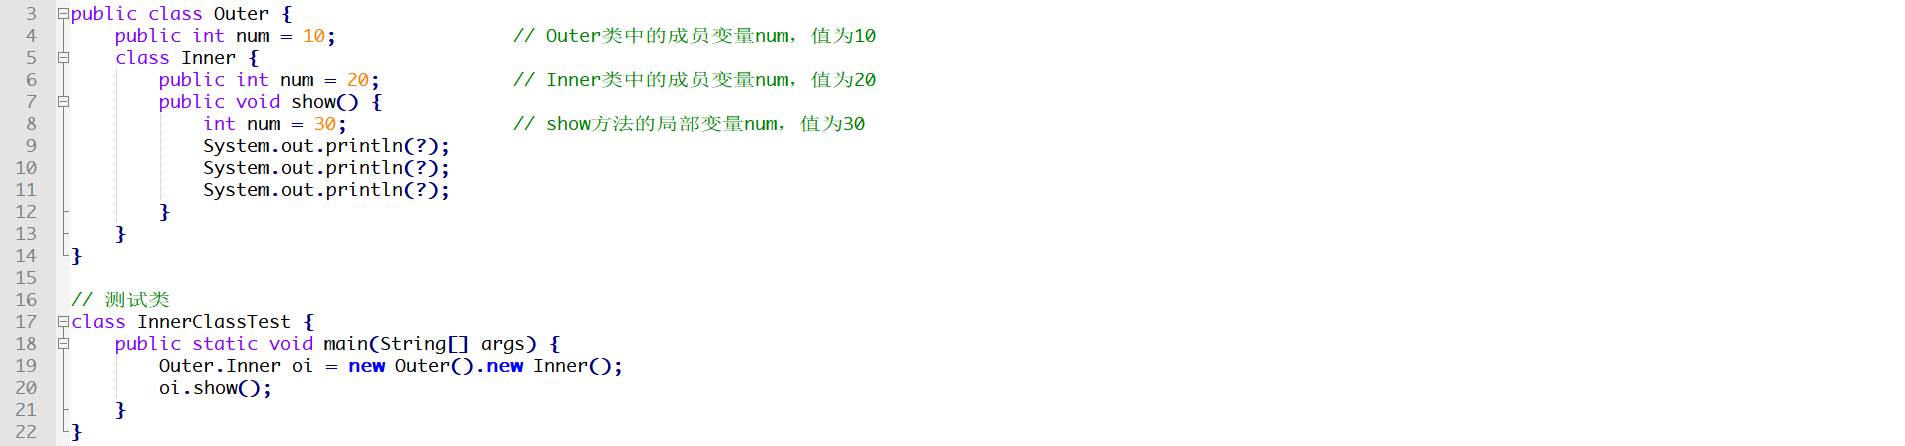 3 public class Outer {
4 public int num = 10; // Outer类中的成员变量num，值为10
5 class Inner {
6 public int num = 20; // Inner类中的成员变量num，值为20
7 public void show() {
8 int num = 30; // show方法的局部变量num，值为30
9 System.out.println(?);
10 System.out.println(?);
11 System.out.println(?);
12 }
13 }
14 }
15
16 // 测试类
17 class InnerClassTest {
18 public static void main(String[] args) {
19 Outer.Inner oi = new Outer().new Inner();
20 oi.show();
21 }
22 }